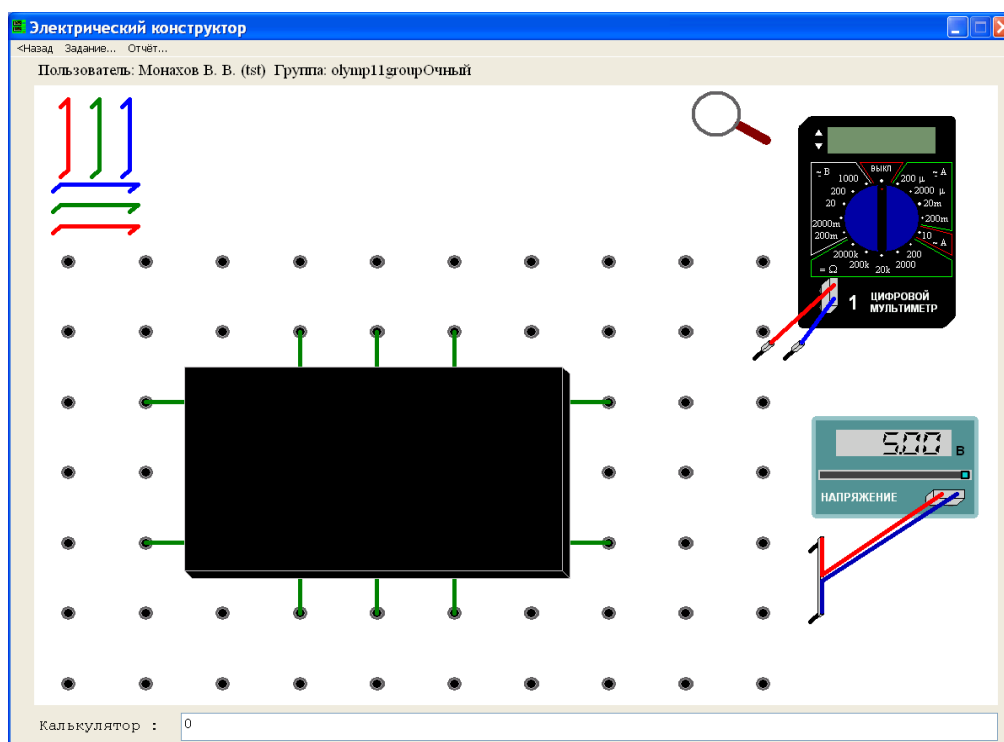 Электрический конструктор
<Назад Задание... Отчёт...
Пользователь: Монахов В. В. (tst) Группа: olymp11groupОчный
ВЫКЛ
~ В
1000
200
20
2000m
200m
200 μ
2000 μ
20m
200m
~ А
10
~ А
2000k
200k
20k
2000
200
= Ω
1
ЦИФРОВОЙ
МУЛЬТИМЕТР
5.00 В
НАПРЯЖЕНИЕ
Калькулятор : 0